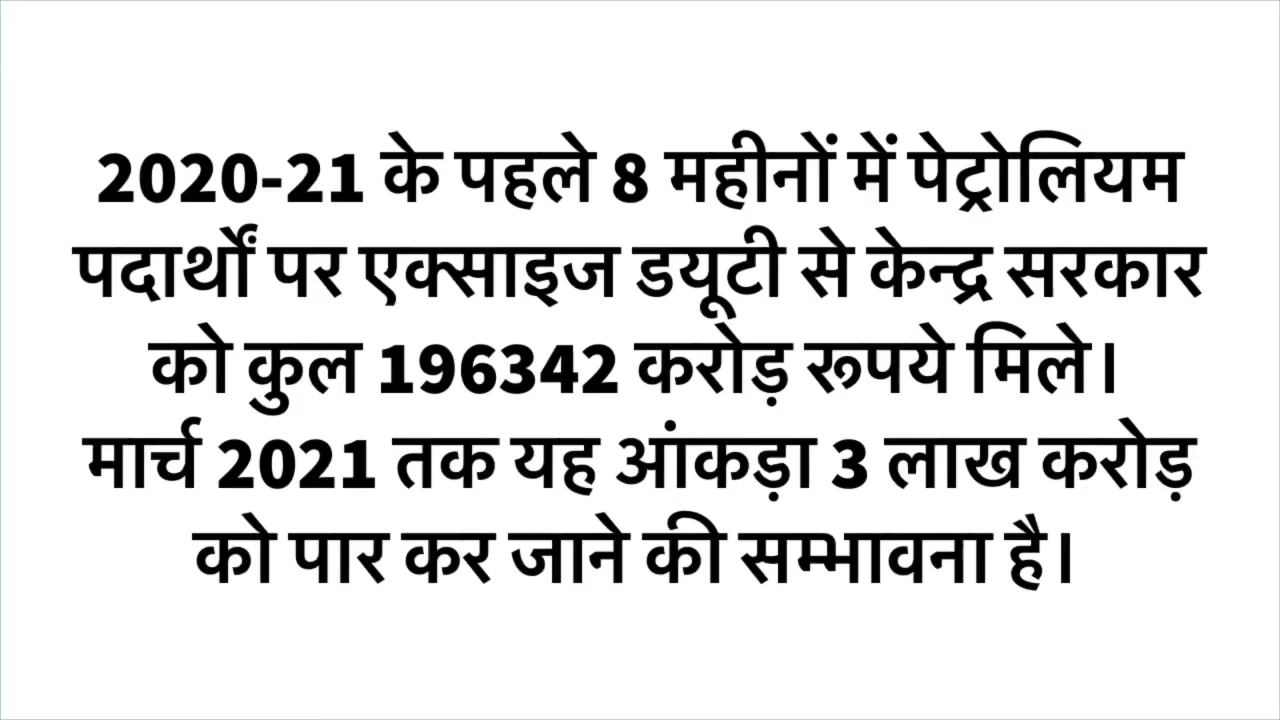 2020-21 के पहले 8 महीनों में पेट्रोलियम
पदार्थों पर एक्साइज डयूटी से केन्द्र सरकार
को कुल 196342 करोड़ रूपये मिले।
मार्च 2021 तक यह आंकड़ा 3 लाख करोड़
को पार कर जाने की सम्भावना है।